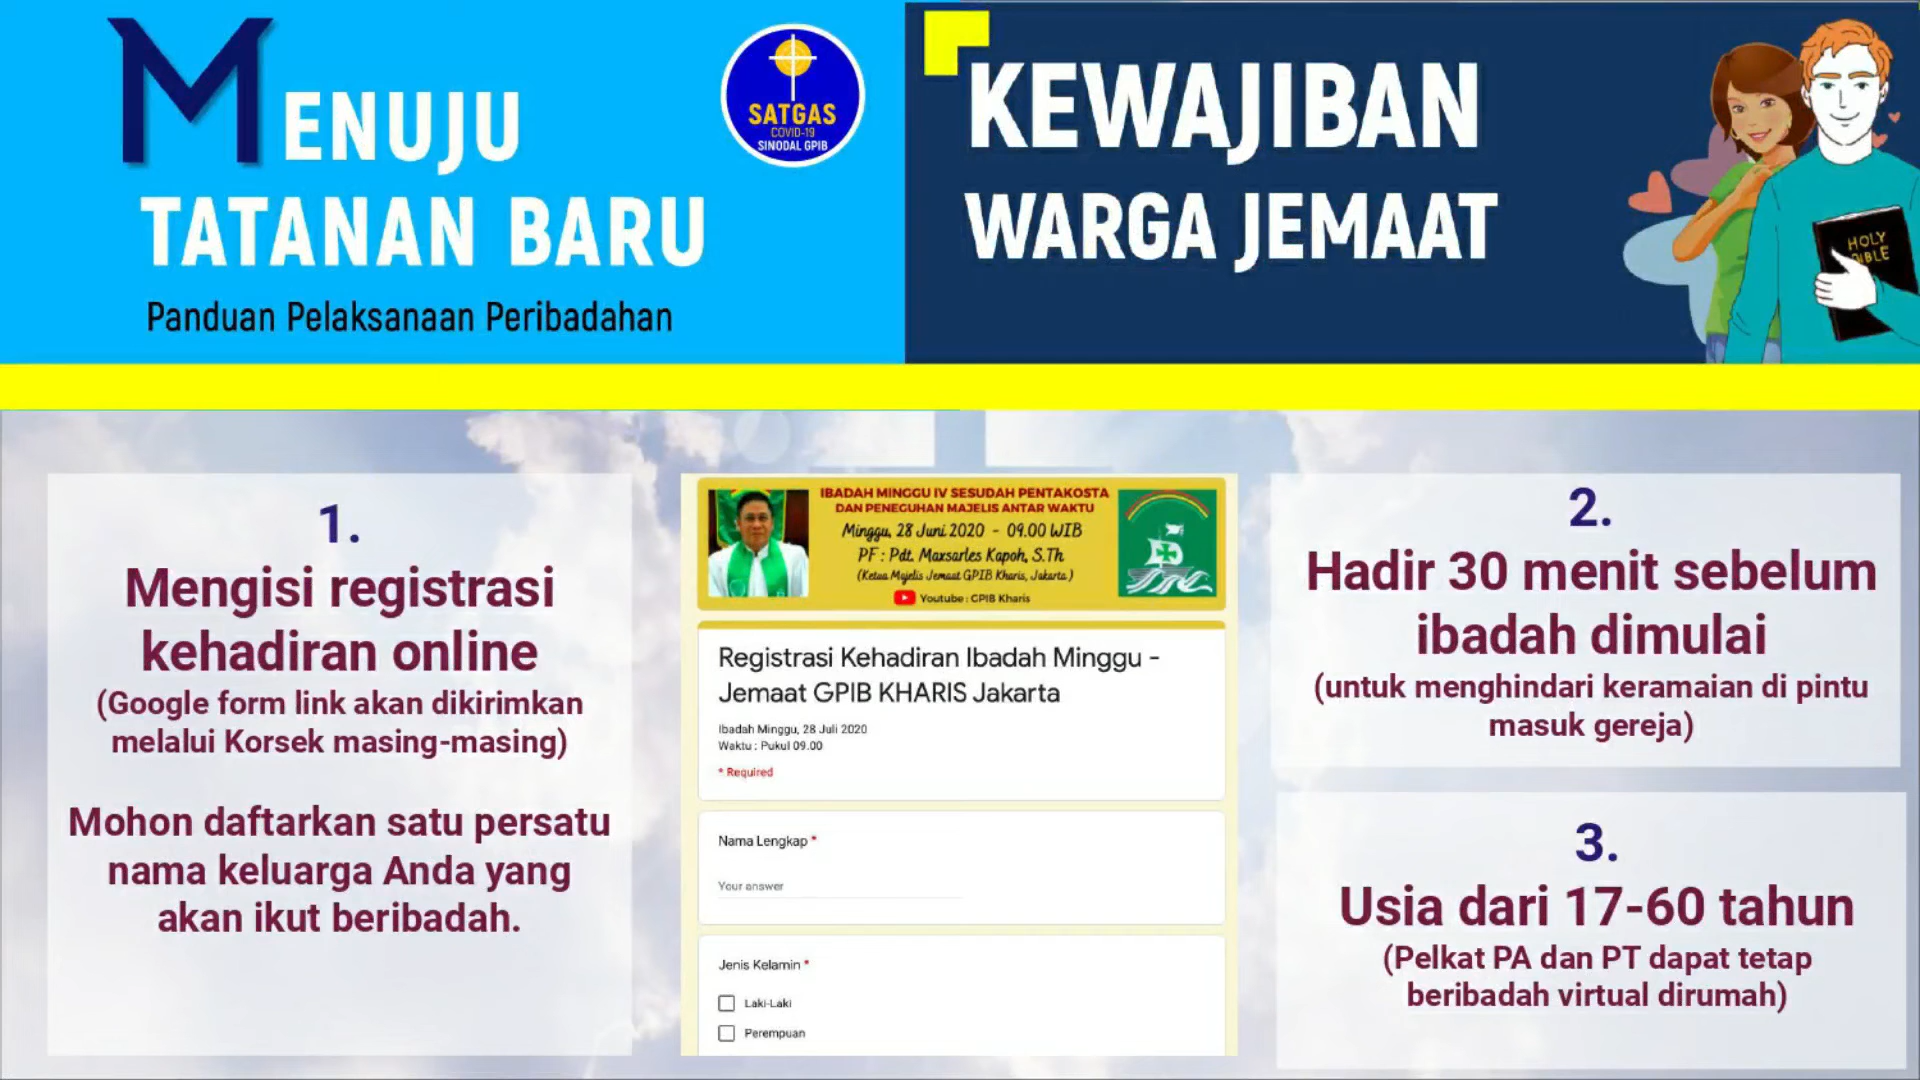 MENUJU
TATANAN BARU
Panduan Pelaksanaan Peribadahan
SATGAS
COVID-19
SINODAL GPIB
KEWAJIBAN
WARGA JEMAAT
HOLY
BIBLE
1.
Mengisi registrasi
kehadiran online
(Google form link akan dikirimkan
melalui Korsek masing-masing)
Mohon daftarkan satu persatu
nama keluarga Anda yang
akan ikut beribadah.
IBADAH MINGGU IV SESUDAH PENTAKOSTA
DAN PENEGUHAN MAJELIS ANTAR WAKTU
Minggu, 28 Juni 2020 - 09.00 WIB
PF : Pdt. Maxsarles Kapoh, S.Th
(Ketua Majelis Jemaat GPIB Kharis, Jakarta)
Youtube : GPIB Kharis
Registrasi Kehadiran Ibadah Minggu -
Jemaat GPIB KHARIS Jakarta
Ibadah Minggu, 28 Juli 2020
Waktu : Pukul 09.00
* Required
Nama Lengkap *
Your answer
Jenis Kelamin *
Laki-Laki
Perempuan
2.
Hadir 30 menit sebelum
ibadah dimulai
(untuk menghindari keramaian di pintu
masuk gereja)
3.
Usia dari 17-60 tahun
(Pelkat PA dan PT dapat tetap
beribadah virtual dirumah)